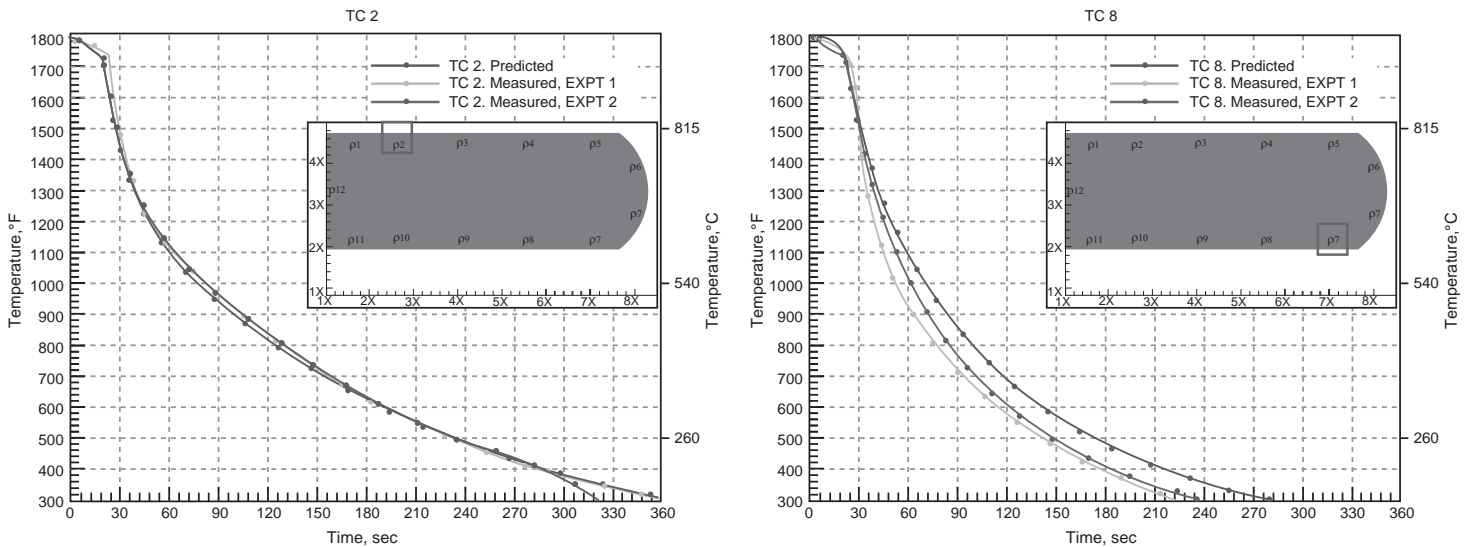 TC 2
Temperature,°F
1800
1700
1600
1500
1400
1300
1200
1100
1000
900
800
700
600
500
400
300
0 30 60 90 120 150 180 210 240 270 300 330 360
Time, sec
TC 2. Predicted
TC 2. Measured, EXPT 1
TC 2. Measured, EXPT 2
ρ1 ρ2 ρ3 ρ4 ρ5
4X ρ6
ρ12
3X ρ7
ρ11 ρ10 ρ9 ρ8 ρ7
2X
1X
1X 2X 3X 4X 5X 6X 7X 8X
815
540
260
Temperature,°C
TC 8
Temperature,°F
1800
1700
1600
1500
1400
1300
1200
1100
1000
900
800
700
600
500
400
300
0 30 60 90 120 150 180 210 240 270 300 330 360
Time, sec
TC 8. Predicted
TC 8. Measured, EXPT 1
TC 8. Measured, EXPT 2
ρ1 ρ2 ρ3 ρ4 ρ5
4X ρ6
ρ12
3X ρ7
ρ11 ρ10 ρ9 ρ8 ρ7
2X
1X
1X 2X 3X 4X 5X 6X 7X 8X
815
540
260
Temperature,°C